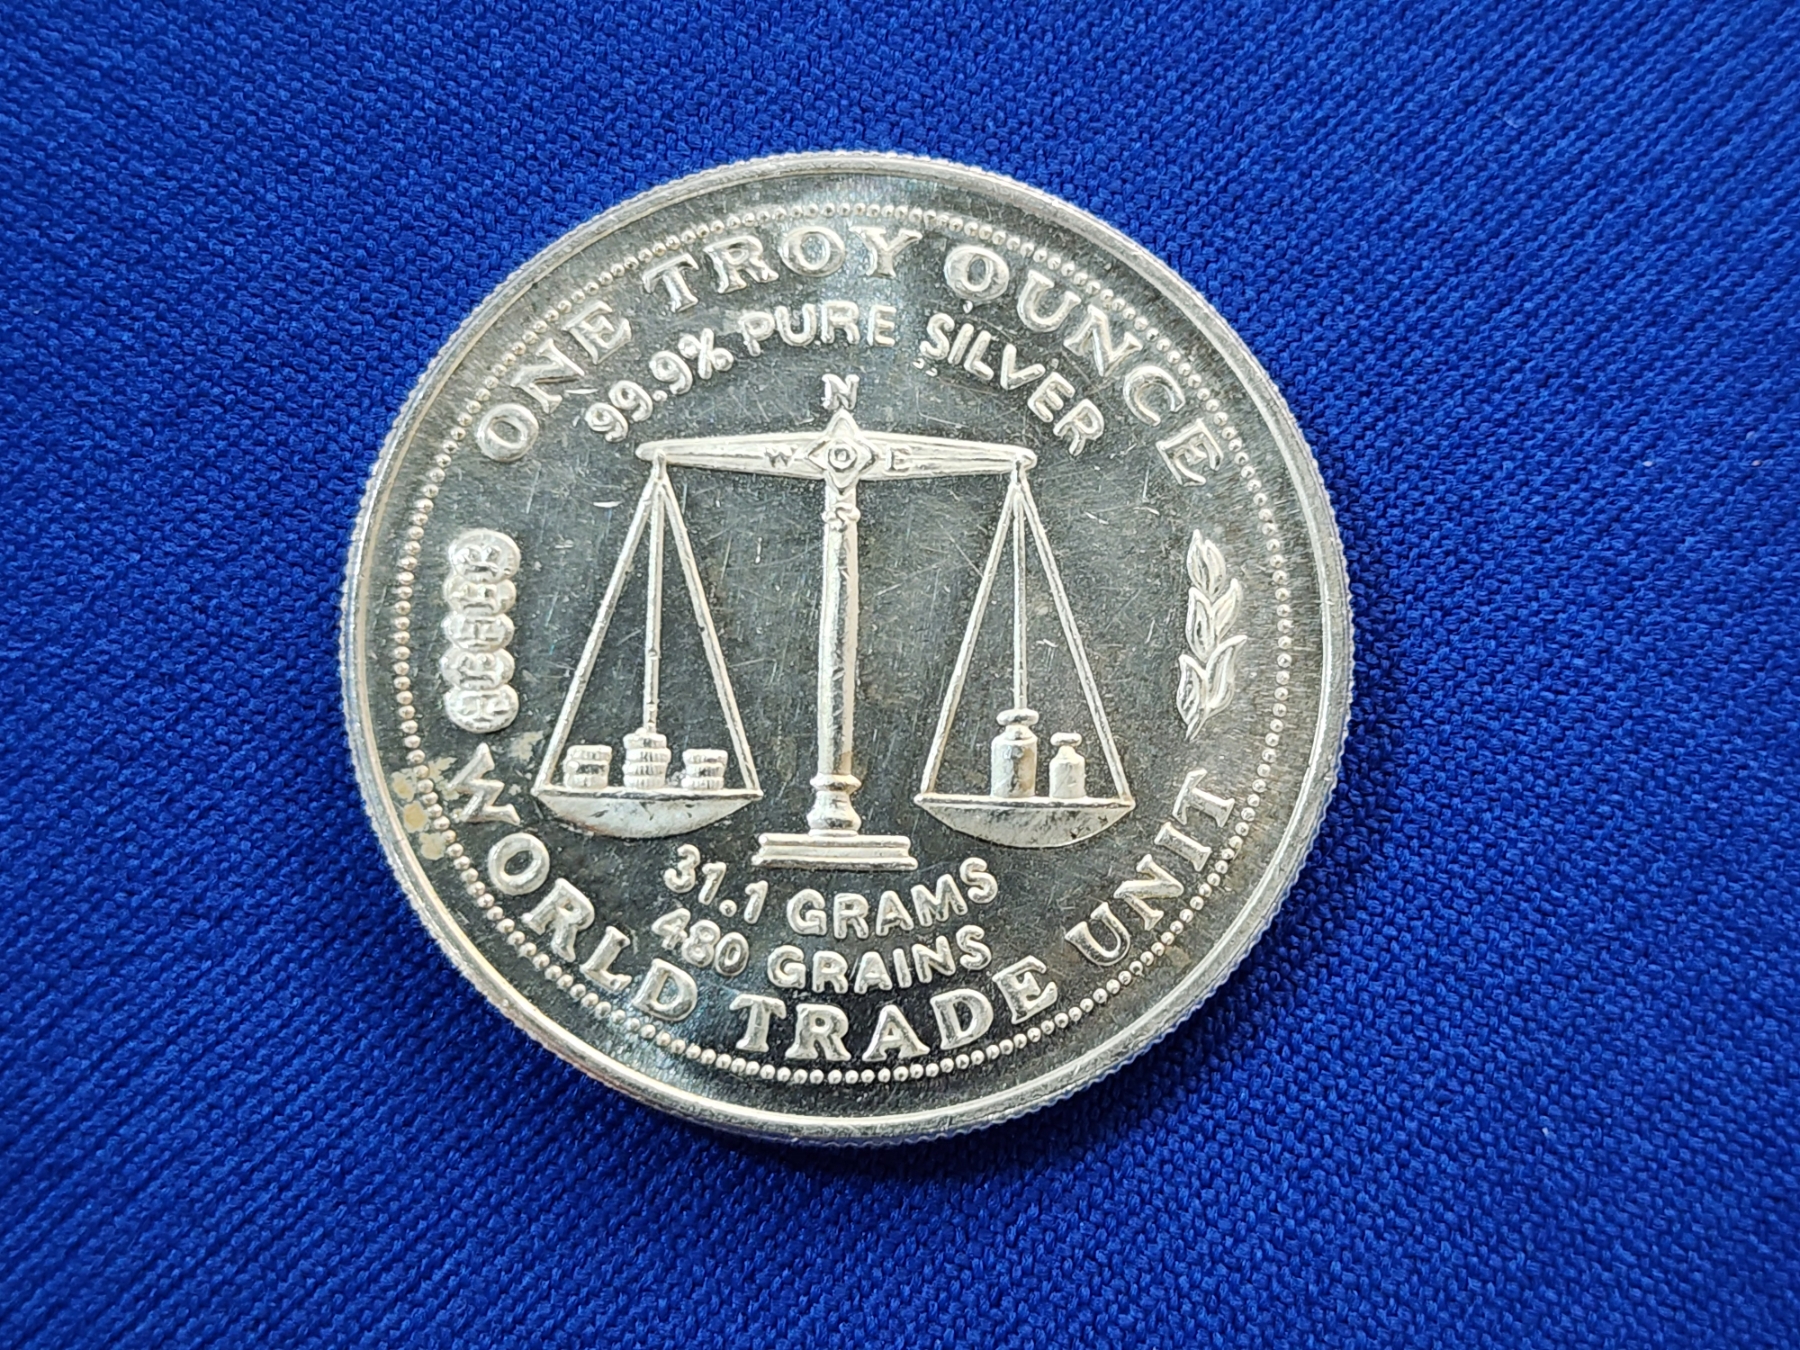 ONE TROY OUNCE
99.9% PURE SILVER
N
W O E
S
31.1 GRAMS
480 GRAINS
WORLD TRADE UNIT